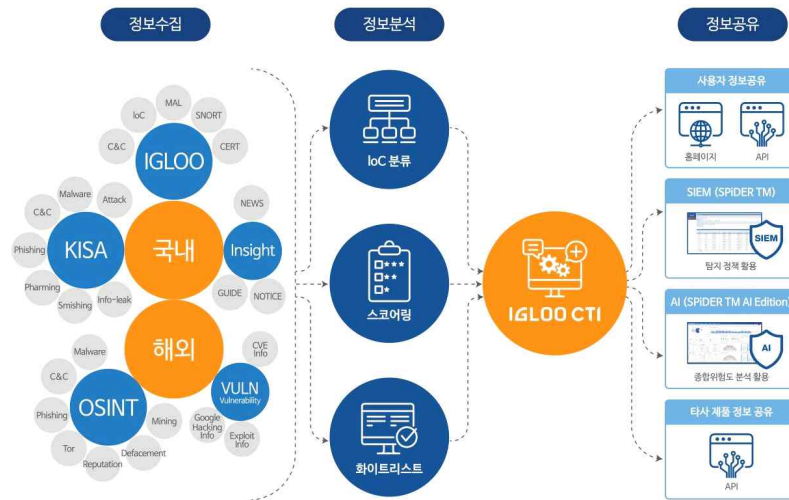 정보수집
정보분석
정보공유
MAL
IoC
SNORT
C&C
CERT
IGLOO
Malware
Attack
C&C
NEWS
Phishing
KISA
국내
Insight
Pharming
Smishing
Info-leak
GUIDE
NOTICE
해외
Malware
CVE
Info
C&C
VULN
Vulnerability
Phishing
OSINT
Mining
Google
Hacking
Info
Exploit
Info
Tor
Reputation
Defacement
IoC 분류
스코어링
화이트리스트
IGLOO CTI
사용자 정보공유
홈페이지
API
SIEM (SPiDER TM)
SIEM
탐지 정책 활용
AI (SPiDER TM AI Edition)
AI
종합위험도 분석 활용
타사 제품 정보 공유
API